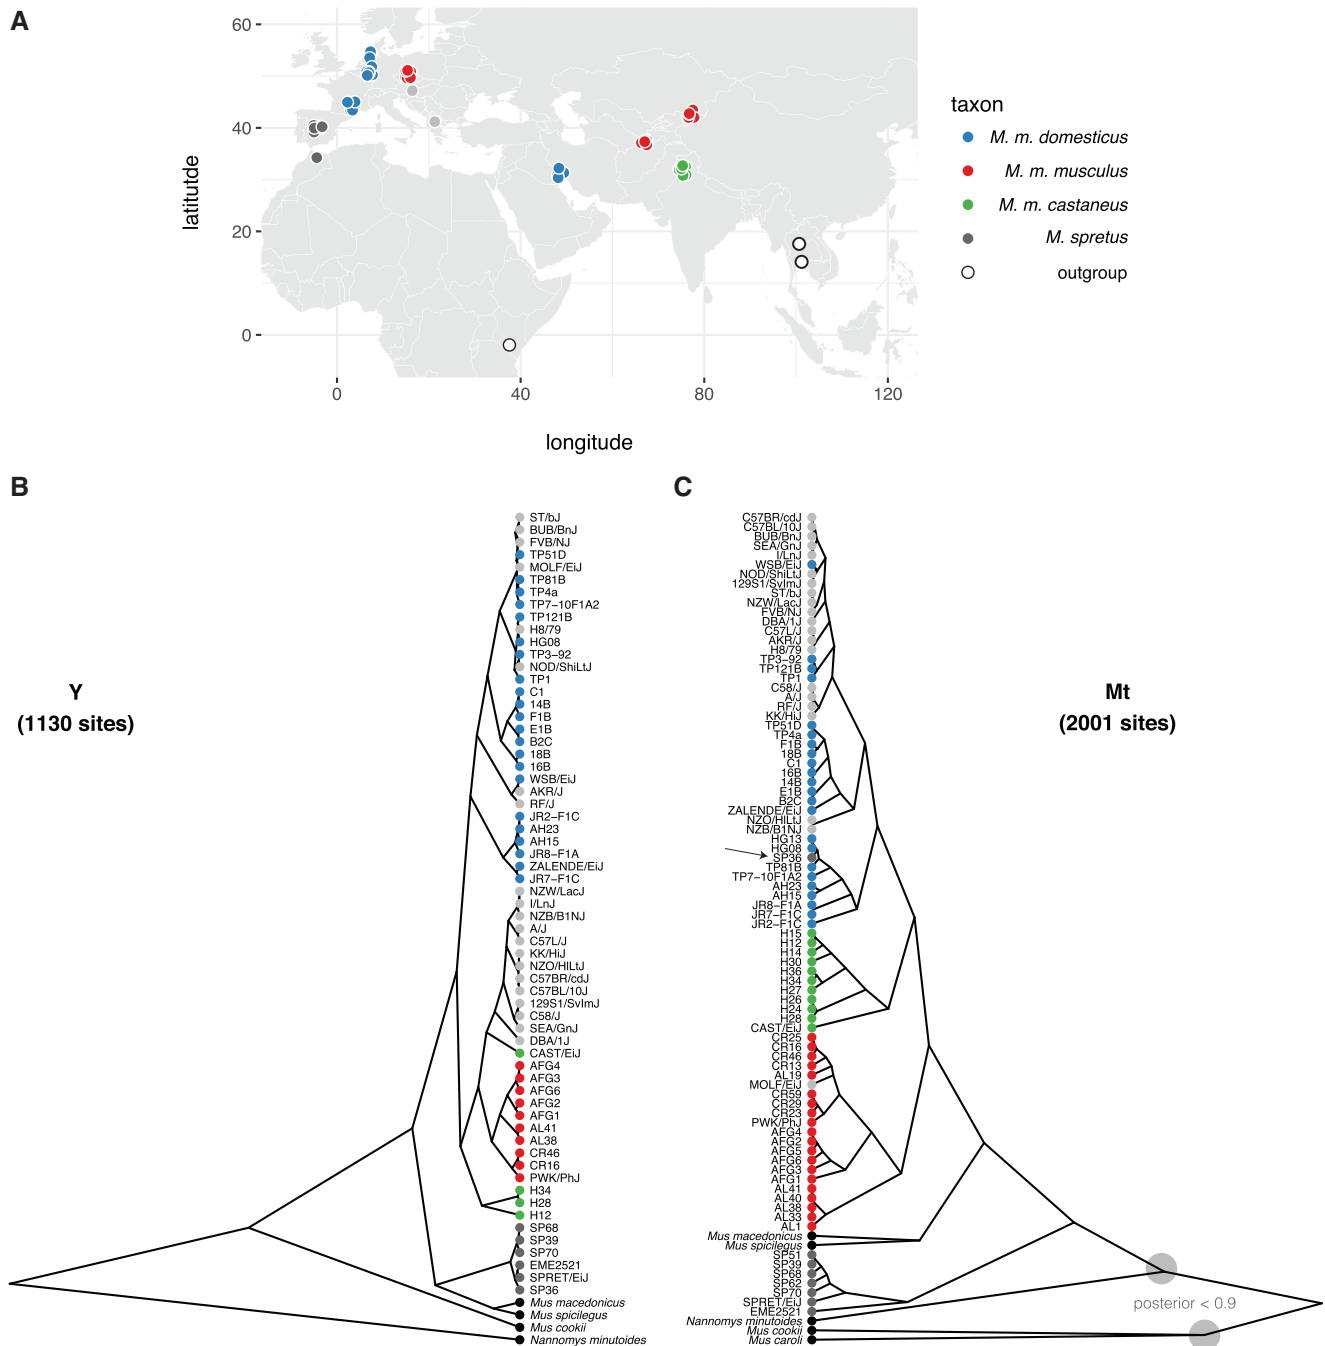 A
60
40
20
0
latitutde
0
40
80
120
longitude
taxon
M. m. domesticus
M. m. musculus
M. m. castaneus
M. spretus
outgroup
B
Y
(1130 sites)
ST/bJ
BUB/BnJ
FVB/NJ
TP51D
MOLF/EiJ
TP81B
TP4a
TP7−10F1A2
TP121B
H8/79
HG08
TP3−92
NOD/ShiLtJ
TP1
C1
14B
F1B
E1B
B2C
18B
16B
WSB/EiJ
AKR/J
RF/J
JR2−F1C
AH23
AH15
JR8−F1A
ZALENDE/EiJ
JR7−F1C
NZW/LacJ
I/LnJ
NZB/B1NJ
A/J
C57L/J
KK/HiJ
NZO/HlLtJ
C57BR/cdJ
C57BL/10J
129S1/SvImJ
C58/J
SEA/GnJ
DBA/1J
CAST/EiJ
AFG4
AFG3
AFG6
AFG2
AFG1
AL41
AL38
CR46
CR16
PWK/PhJ
H34
H28
H12
SP68
SP39
SP70
EME2521
SPRET/EiJ
SP36
Mus macedonicus
Mus spicilegus
Mus cookii
Nannomys minutoides
C
C57BR/cdJ
C57BL/10J
BUB/BnJ
SEA/GnJ
I/LnJ
WSB/EiJ
NOD/ShiLtJ
129S1/SvImJ
ST/bJ
NZW/LacJ
FVB/NJ
DBA/1J
C57L/J
AKR/J
H8/79
TP3−92
TP121B
TP1
C58/J
A/J
RF/J
KK/HiJ
TP51D
TP4a
F1B
18B
C1
16B
14B
E1B
B2C
ZALENDE/EiJ
NZO/HlLtJ
NZB/B1NJ
HG13
HG08
SP36
TP81B
TP7−10F1A2
AH23
AH15
JR8−F1A
JR7−F1C
JR2−F1C
H15
H12
H14
H30
H36
H34
H27
H26
H24
H28
CAST/EiJ
CR25
CR16
CR46
CR13
AL19
MOLF/EiJ
CR59
CR29
CR23
PWK/PhJ
AFG4
AFG2
AFG5
AFG6
AFG3
AFG1
AL41
AL40
AL38
AL33
AL1
Mus macedonicus
Mus spicilegus
SP51
SP39
SP68
SP62
SP70
SPRET/EiJ
EME2521
Nannomys minutoides
Mus cookii
Mus caroli
Mt
(2001 sites)
posterior < 0.9